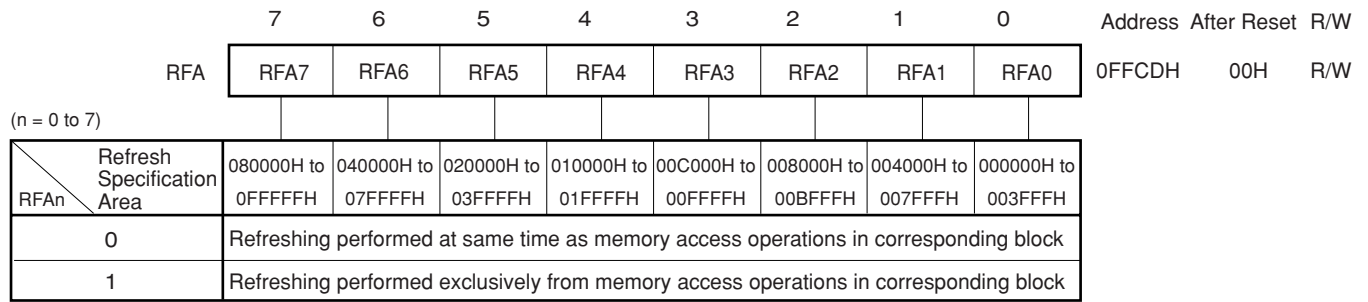 7 6 5 4 3 2 1 0 Address After Reset R/W
RFA RFA7 RFA6 RFA5 RFA4 RFA3 RFA2 RFA1 RFA0 0FFCDH 00H R/W
(n = 0 to 7)
Refresh
Specification
Area
RFAn
080000H to 040000H to 020000H to 010000H to 00C000H to 008000H to 004000H to 000000H to
0FFFFFH 07FFFFH 03FFFFH 01FFFFH 00FFFFH 00BFFFH 007FFFH 003FFFH
0 Refreshing performed at same time as memory access operations in corresponding block
1 Refreshing performed exclusively from memory access operations in corresponding block